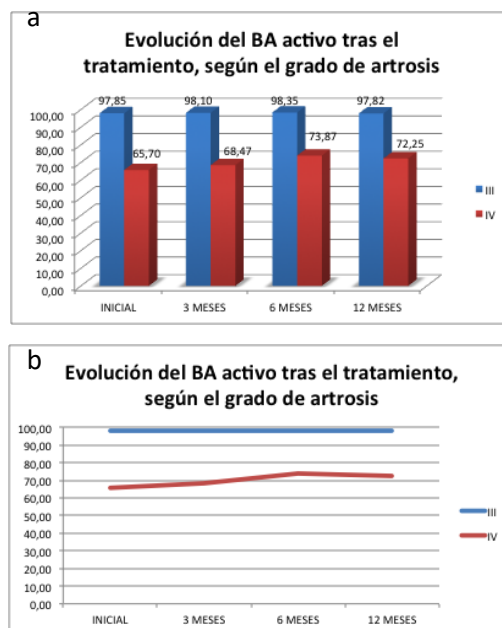 a
Evolución del BA activo tras el
tratamiento, según el grado de artrosis
97,85 98,10 98,35 97,82
65,70 68,47 73,87 72,25
100,00
90,00
80,00
70,00
60,00
50,00
40,00
30,00
20,00
10,00
0,00
III
IV
INICIAL 3 MESES 6 MESES 12 MESES
b
Evolución del BA activo tras el tratamiento,
según el grado de artrosis
100,00
90,00
80,00
70,00
60,00
50,00
40,00
30,00
20,00
10,00
0,00
III
IV
INICIAL 3 MESES 6 MESES 12 MESES